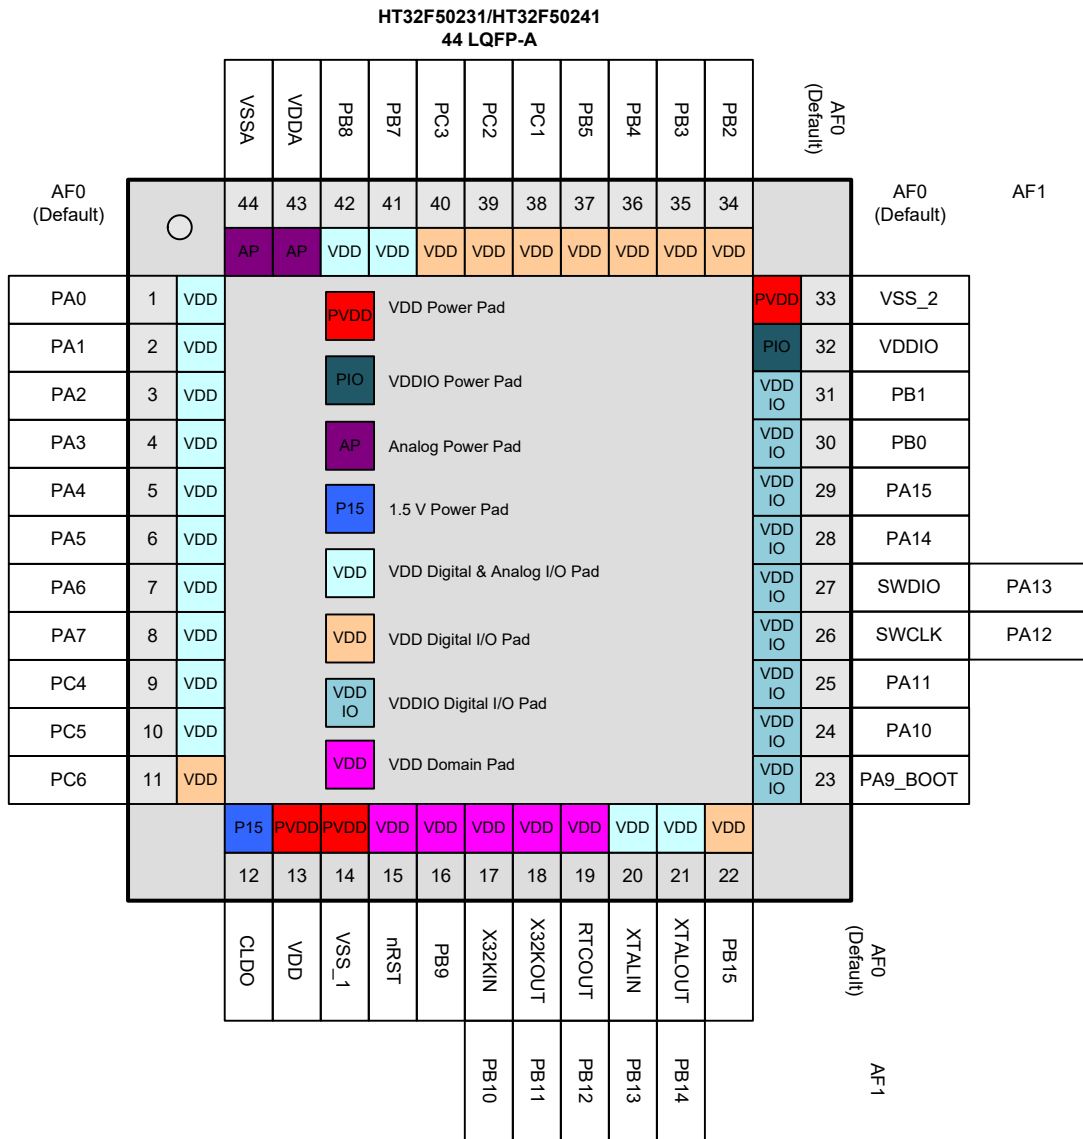 HT32F50231/HT32F50241
44 LQFP-A
VSSA
VDDA
PB8
PB7
PC3
PC2
PC1
PB5
PB4
PB3
PB2
AF0
(Default)
AF0
(Default)
44 43 42 41 40 39 38 37 36 35 34
AF0
(Default)
AF1
AP AP VDD VDD VDD VDD VDD VDD VDD VDD VDD
PA0 1 VDD
PA1 2 VDD
PA2 3 VDD
PA3 4 VDD
PA4 5 VDD
PA5 6 VDD
PA6 7 VDD
PA7 8 VDD
PC4 9 VDD
PC5 10 VDD
PC6 11 VDD
PVDD VDD Power Pad
PIO VDDIO Power Pad
AP Analog Power Pad
P15 1.5 V Power Pad
VDD VDD Digital & Analog I/O Pad
VDD VDD Digital I/O Pad
VDD
IO
VDDIO Digital I/O Pad
VDD VDD Domain Pad
PVDD 33 VSS_2
PIO 32 VDDIO
VDD
IO
31 PB1
VDD
IO
30 PB0
VDD
IO
29 PA15
VDD
IO
28 PA14
VDD
IO
27 SWDIO PA13
VDD
IO
26 SWCLK PA12
VDD
IO
25 PA11
VDD
IO
24 PA10
VDD
IO
23 PA9_BOOT
P15 PVDD PVDD VDD VDD VDD VDD VDD VDD VDD VDD
12 13 14 15 16 17 18 19 20 21 22
CLDO
VDD
VSS_1
nRST
PB9
X32KIN
X32KOUT
RTCOUT
XTALIN
XTALOUT
PB15
AF0
(Default)
PB10
PB11
PB12
PB13
PB14
AF1